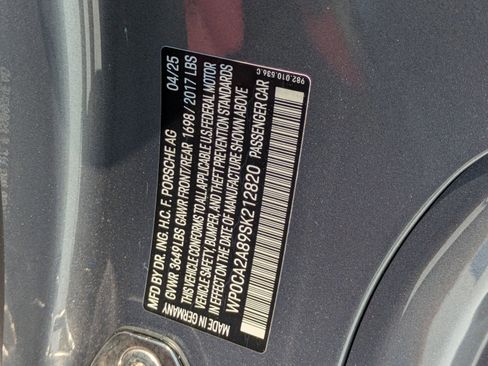 MFD BY DR. ING. H.C. F. PORSCHE AG 04/25
GVWR 3649 LBS GAWR FRONT/REAR 1698 / 2017 LBS
THIS VEHICLE CONFORMS TO ALL APPLICABLE U.S. FEDERAL MOTOR
VEHICLE SAFETY, BUMPER, AND THEFT PREVENTION STANDARDS
IN EFFECT ON THE DATE OF MANUFACTURE SHOWN ABOVE
WP0CA2A89SK212820 PASSENGER CAR
MADE IN GERMANY
982.010.536.C